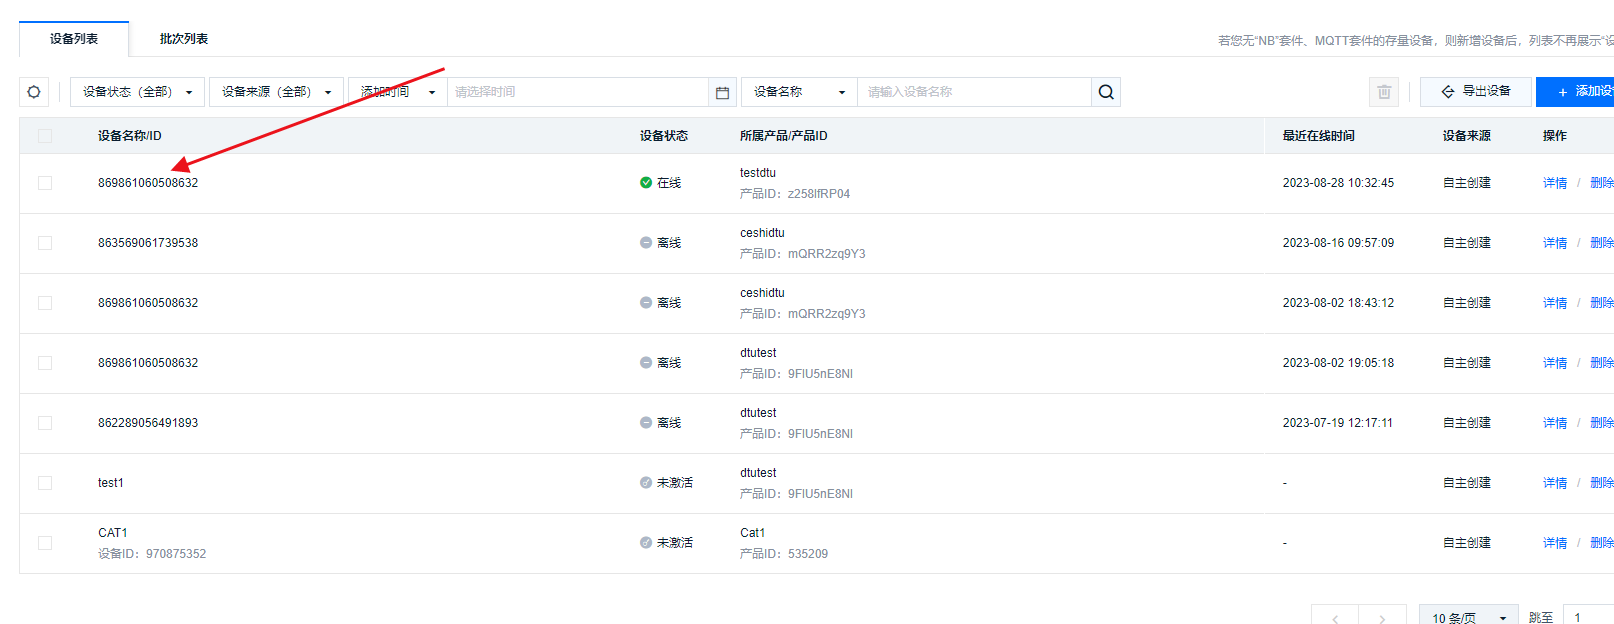 设备列表
批次列表
若您无“NB”套件、MQTT套件的存量设备，则新增设备后，列表不再展示“设
设备状态（全部）
设备来源（全部）
添加时间
请选择时间
设备名称
请输入设备名称
导出设备
+ 添加设备
设备名称/ID 设备状态 所属产品/产品ID 最近在线时间 设备来源 操作
869861060508632 在线 testdtu 2023-08-28 10:32:45 自主创建 详情 / 删除
产品ID：z258IfRP04
863569061739538 离线 ceshidtu 2023-08-16 09:57:09 自主创建 详情 / 删除
产品ID：mQRR2zq9Y3
869861060508632 离线 ceshidtu 2023-08-02 18:43:12 自主创建 详情 / 删除
产品ID：mQRR2zq9Y3
869861060508632 离线 dtutest 2023-08-02 19:05:18 自主创建 详情 / 删除
产品ID：9FIU5nE8NI
862289056491893 离线 dtutest 2023-07-19 12:17:11 自主创建 详情 / 删除
产品ID：9FIU5nE8NI
test1 未激活 dtutest - 自主创建 详情 / 删除
产品ID：9FIU5nE8NI
CAT1 未激活 Cat1 - 自主创建 详情 / 删除
设备ID：970875352 产品ID：535209
10 条/页 跳至 1